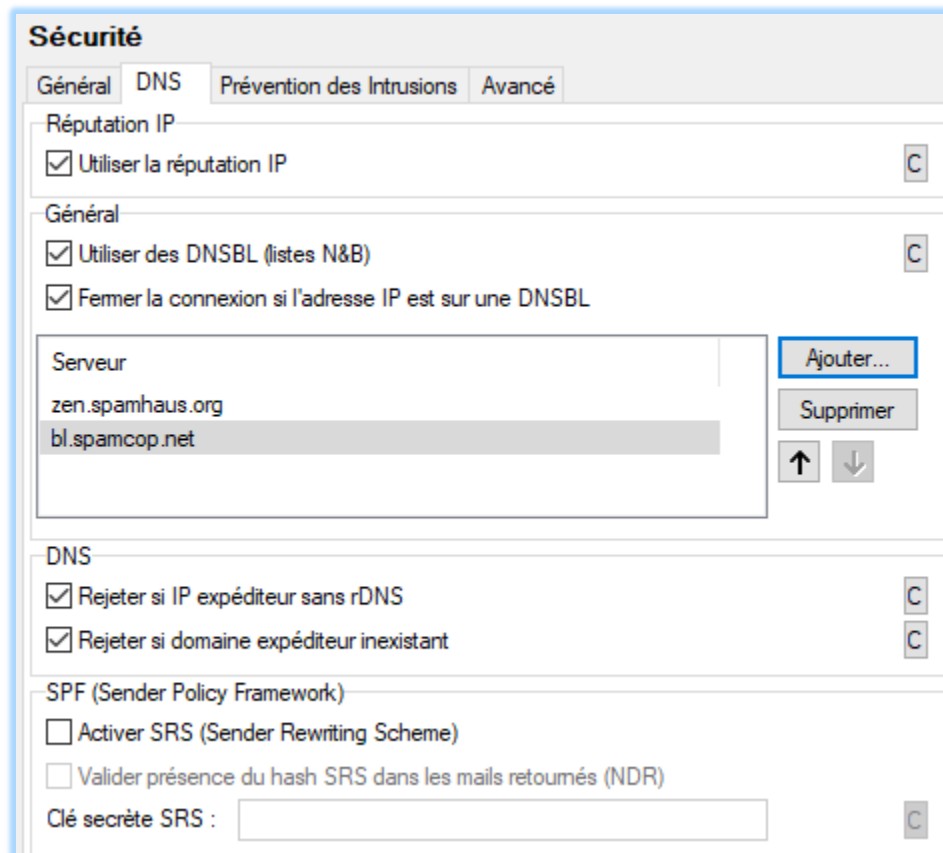 Sécurité
Général DNS Prévention des Intrusions Avancé
Réputation IP
Utiliser la réputation IP C
Général
Utiliser des DNSBL (listes N&B) C
Fermer la connexion si l'adresse IP est sur une DNSBL
Serveur
Ajouter...
zen.spamhaus.org
Supprimer
bl.spamcop.net
DNS
Rejeter si IP expéditeur sans rDNS C
Rejeter si domaine expéditeur inexistant C
SPF (Sender Policy Framework)
Activer SRS (Sender Rewriting Scheme)
Valider présence du hash SRS dans les mails retournés (NDR)
Clé secrète SRS : C